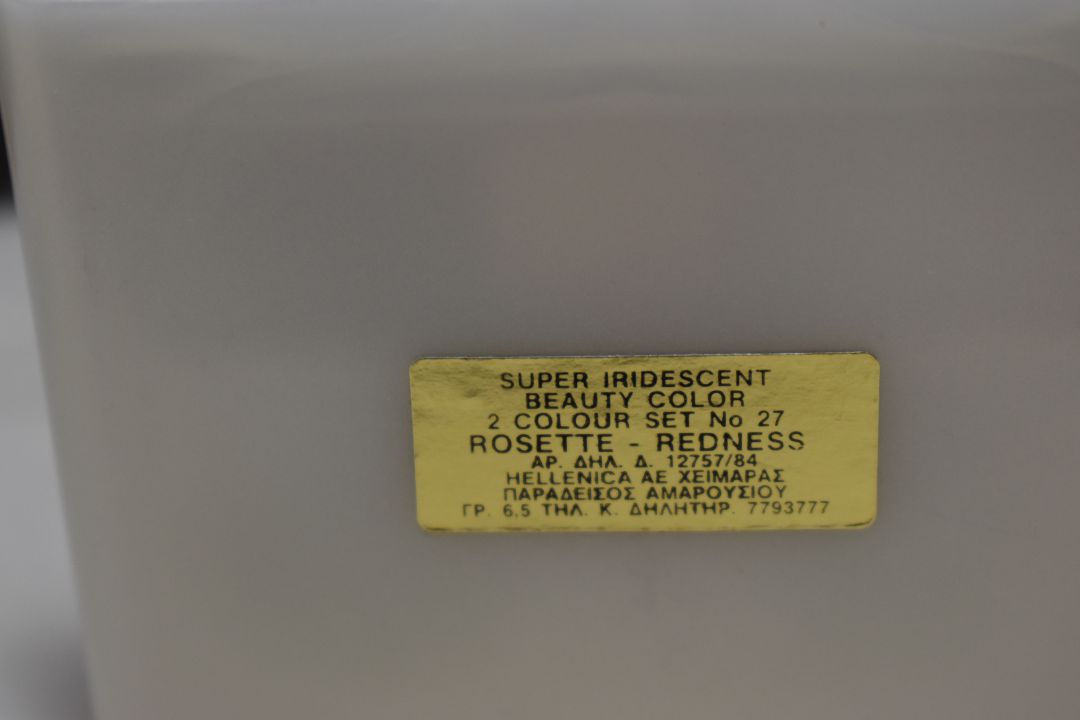 SUPER IRIDESCENT
BEAUTY COLOR
2 COLOUR SET No 27
ROSETTE - REDNESS
ΑΡ. ΔΗΛ. Δ. 12757/84
HELLENICA AE ΧΕΙΜΑΡΑΣ
ΠΑΡΑΔΕΙΣΟΣ ΑΜΑΡΟΥΣΙΟΥ
ΓΡ. 6,5 ΤΗΛ. Κ. ΔΗΛΗΤΗΡ. 7793777